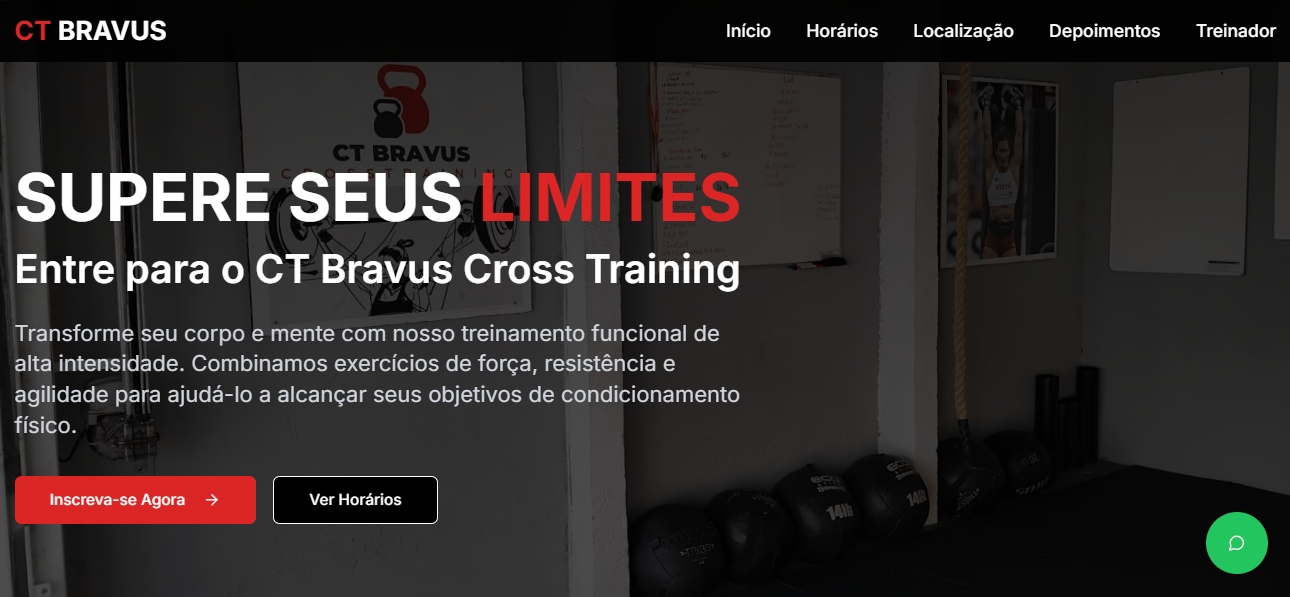 CT BRAVUS
Início Horários Localização Depoimentos Treinador
CT BRAVUS
CROSSTRAINING
SUPERE SEUS LIMITES
Entre para o CT Bravus Cross Training
Transforme seu corpo e mente com nosso treinamento funcional de
alta intensidade. Combinamos exercícios de força, resistência e
agilidade para ajudá-lo a alcançar seus objetivos de condicionamento
físico.
Inscreva-se Agora
Ver Horários
14lb
14lb